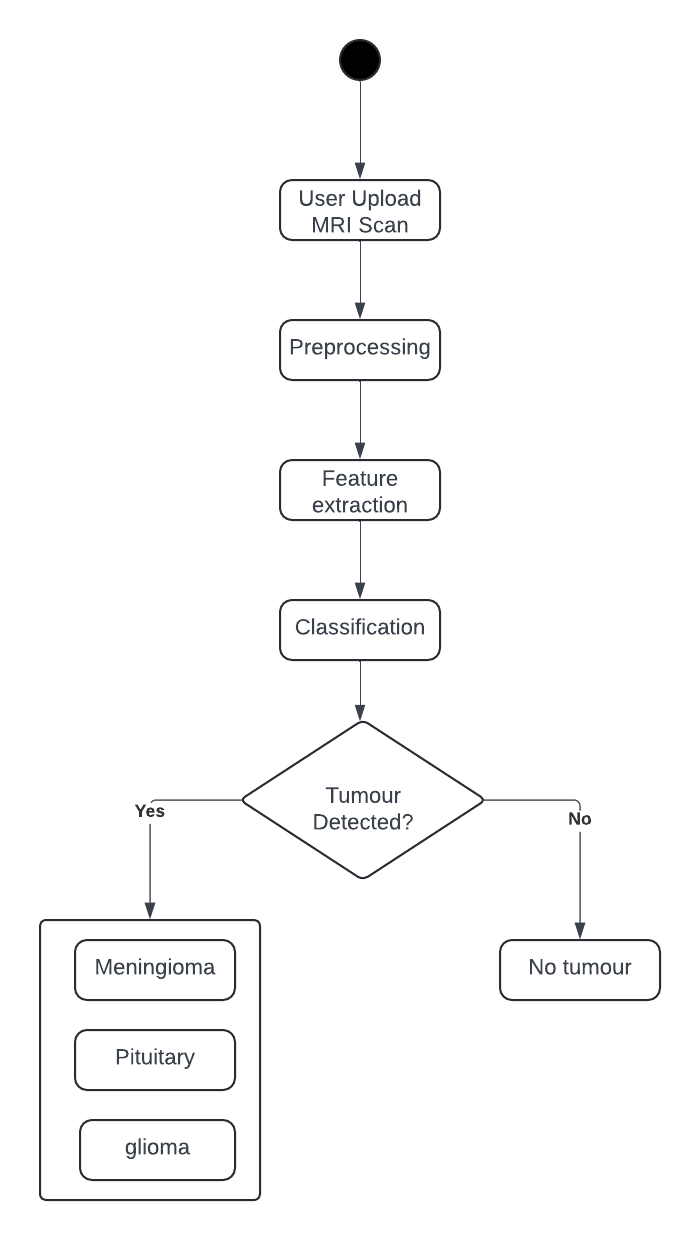 User Upload
MRI Scan
Preprocessing
Feature
extraction
Classification
Tumour
Detected?
Yes
No
Meningioma
No tumour
Pituitary
glioma